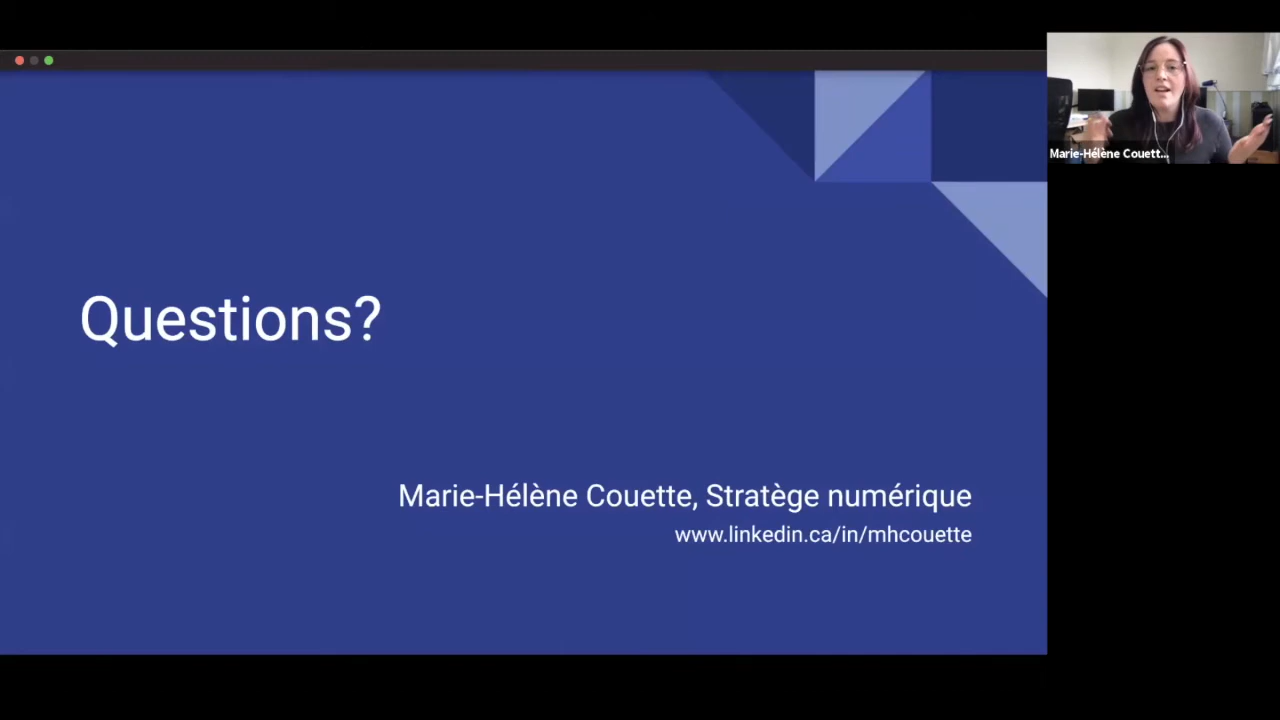 Marie-Hélène Couett...
Questions?
Marie-Hélène Couette, Stratège numérique
www.linkedin.ca/in/mhcouette